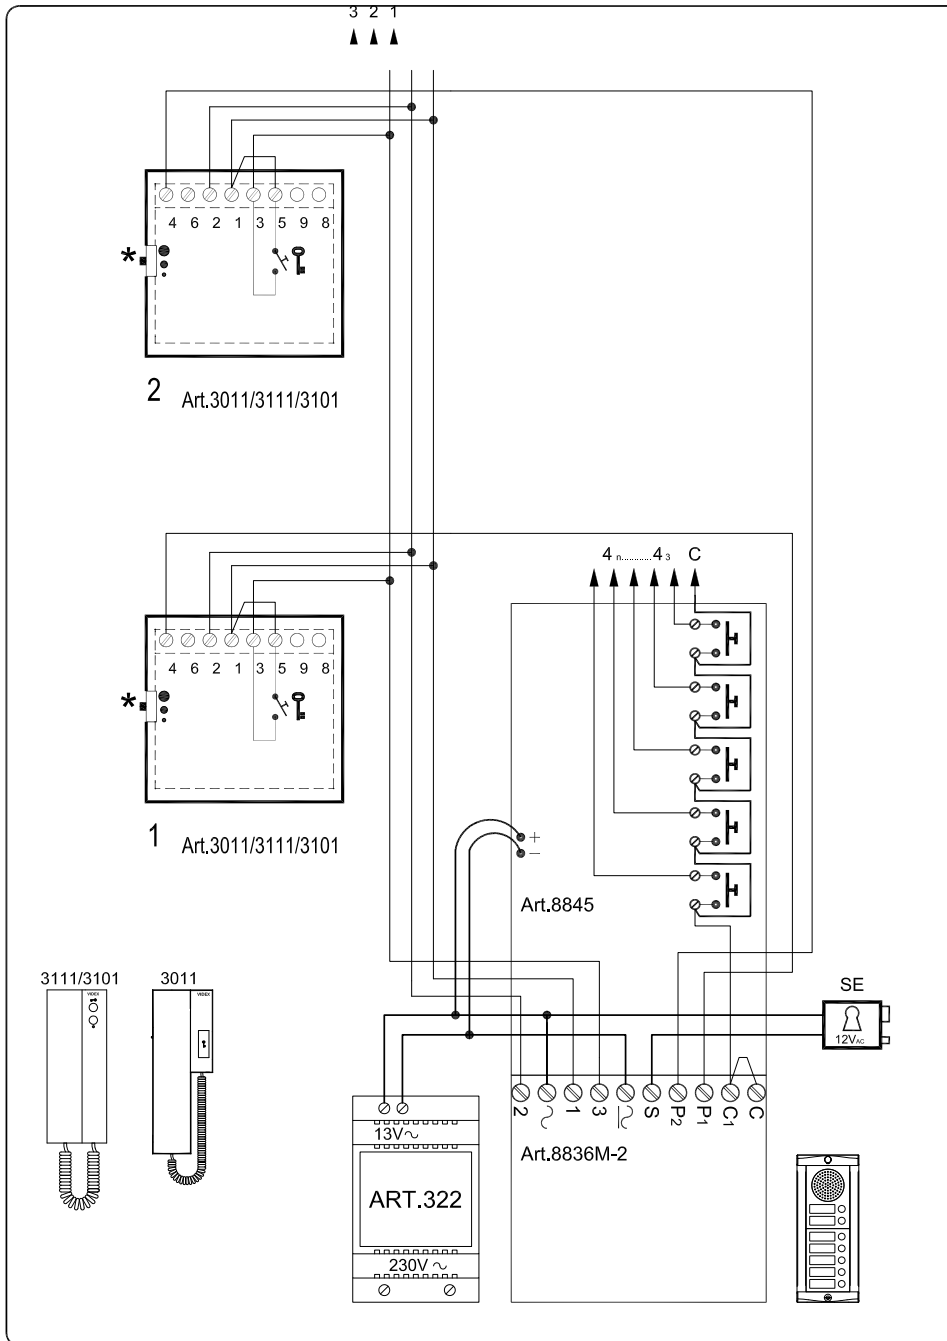 3 2 1
4 6 2 1 3 5 9 8
*
2 Art.3011/3111/3101
4 n............4 3 C
4 6 2 1 3 5 9 8
*
1 Art.3011/3111/3101
+
–
Art.8845
3111/3101
3011
VIDEX
VIDEX
SE
12VAC
2 ~ 1 3 ~ S P2 P1 C1 C
13V~
Art.8836M-2
ART.322
230V ~